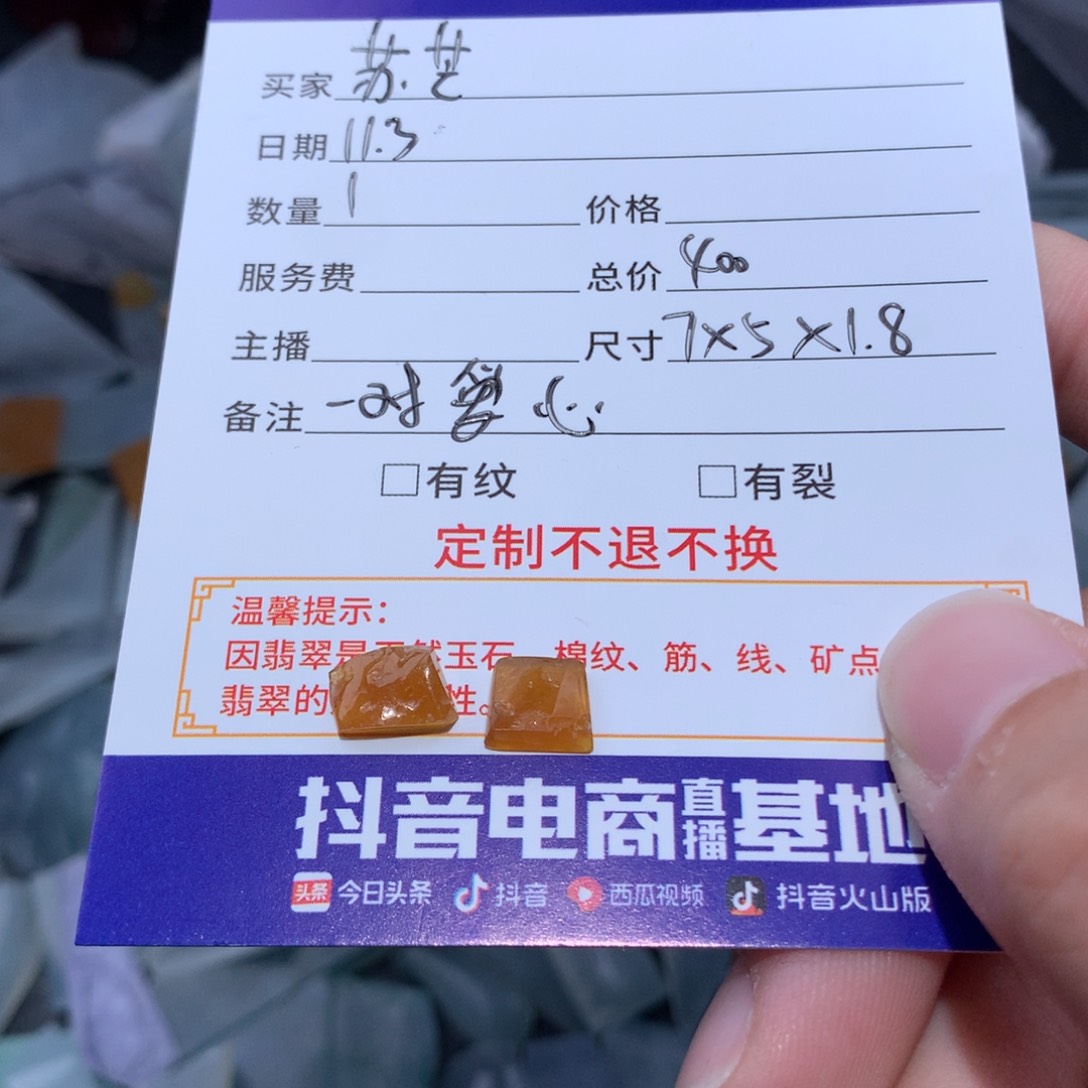 买家 苏艺
日期 11.3
数量 1 价格
服务费 总价 400
主播 尺寸 7×5×1.8
备注 一对爱心
有纹 有裂
定制不退不换
温馨提示：
因翡翠是天然玉石 棉纹、筋、线、矿点
翡翠的 性。
抖音电商直播基地
头条 今日头条 抖音 西瓜视频 抖音火山版